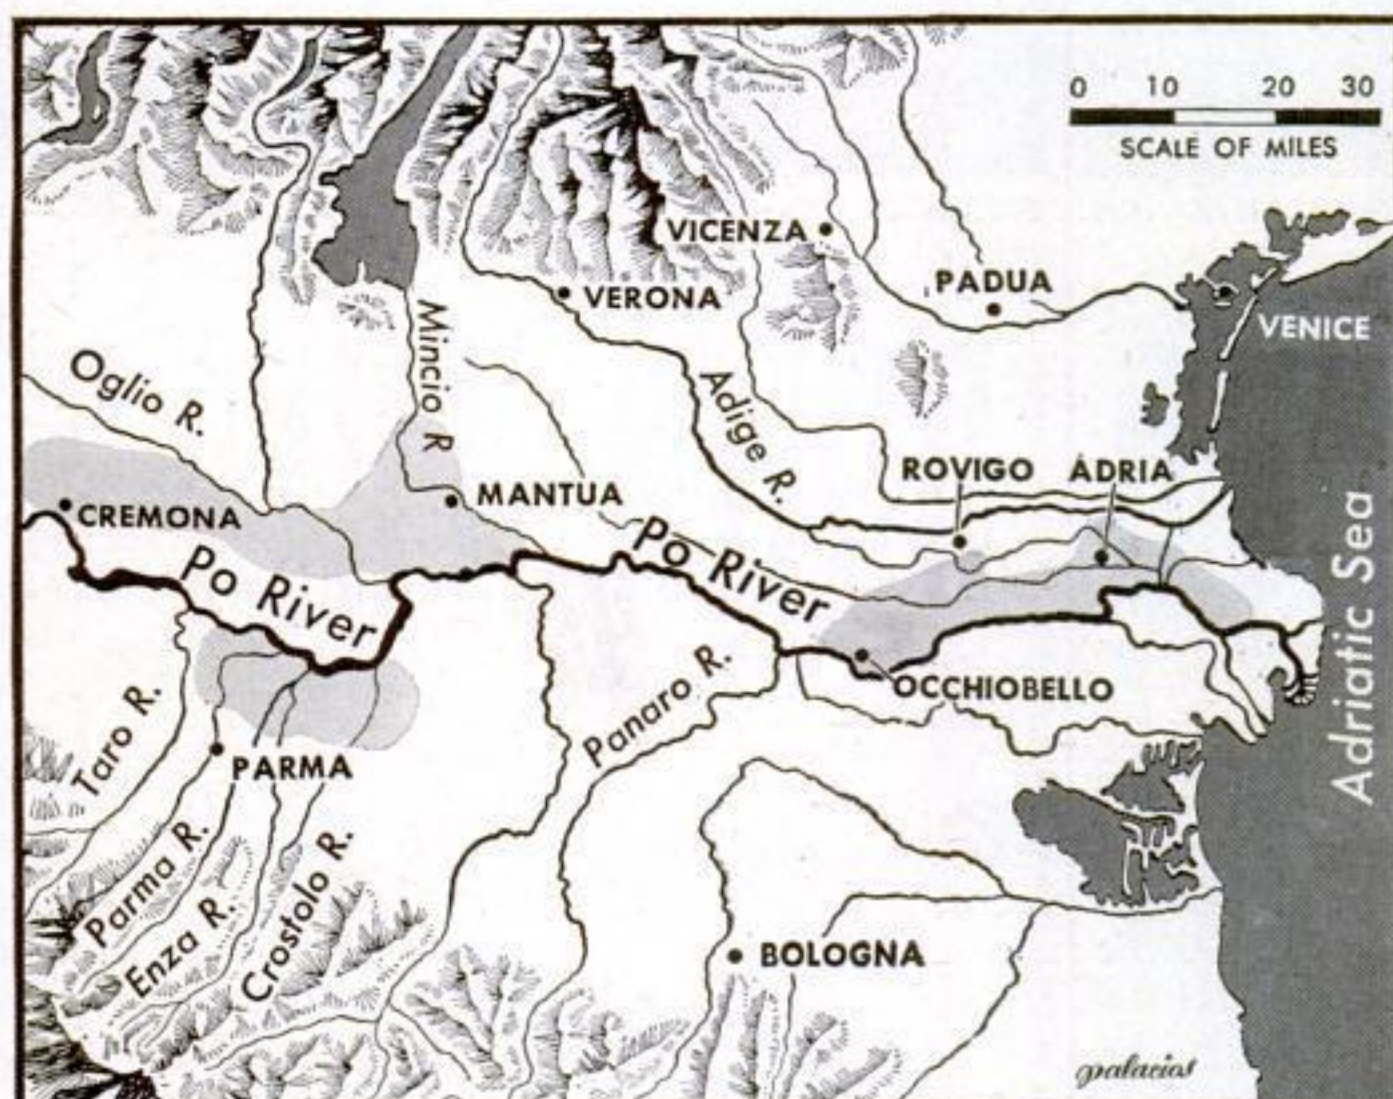 0 10 20 30
SCALE OF MILES
VICENZA
PADUA
VERONA
VENICE
Mincio R
Oglio R.
Adige R.
ROVIGO
ÀDRIA
MANTUA
CREMONA
Po River
Po River
Adriatic Sea
Panaro R.
OCCHIOBELLO
Taro R.
PARMA
Parma R.
Enza R.
Crostolo R.
BOLOGNA
palacios